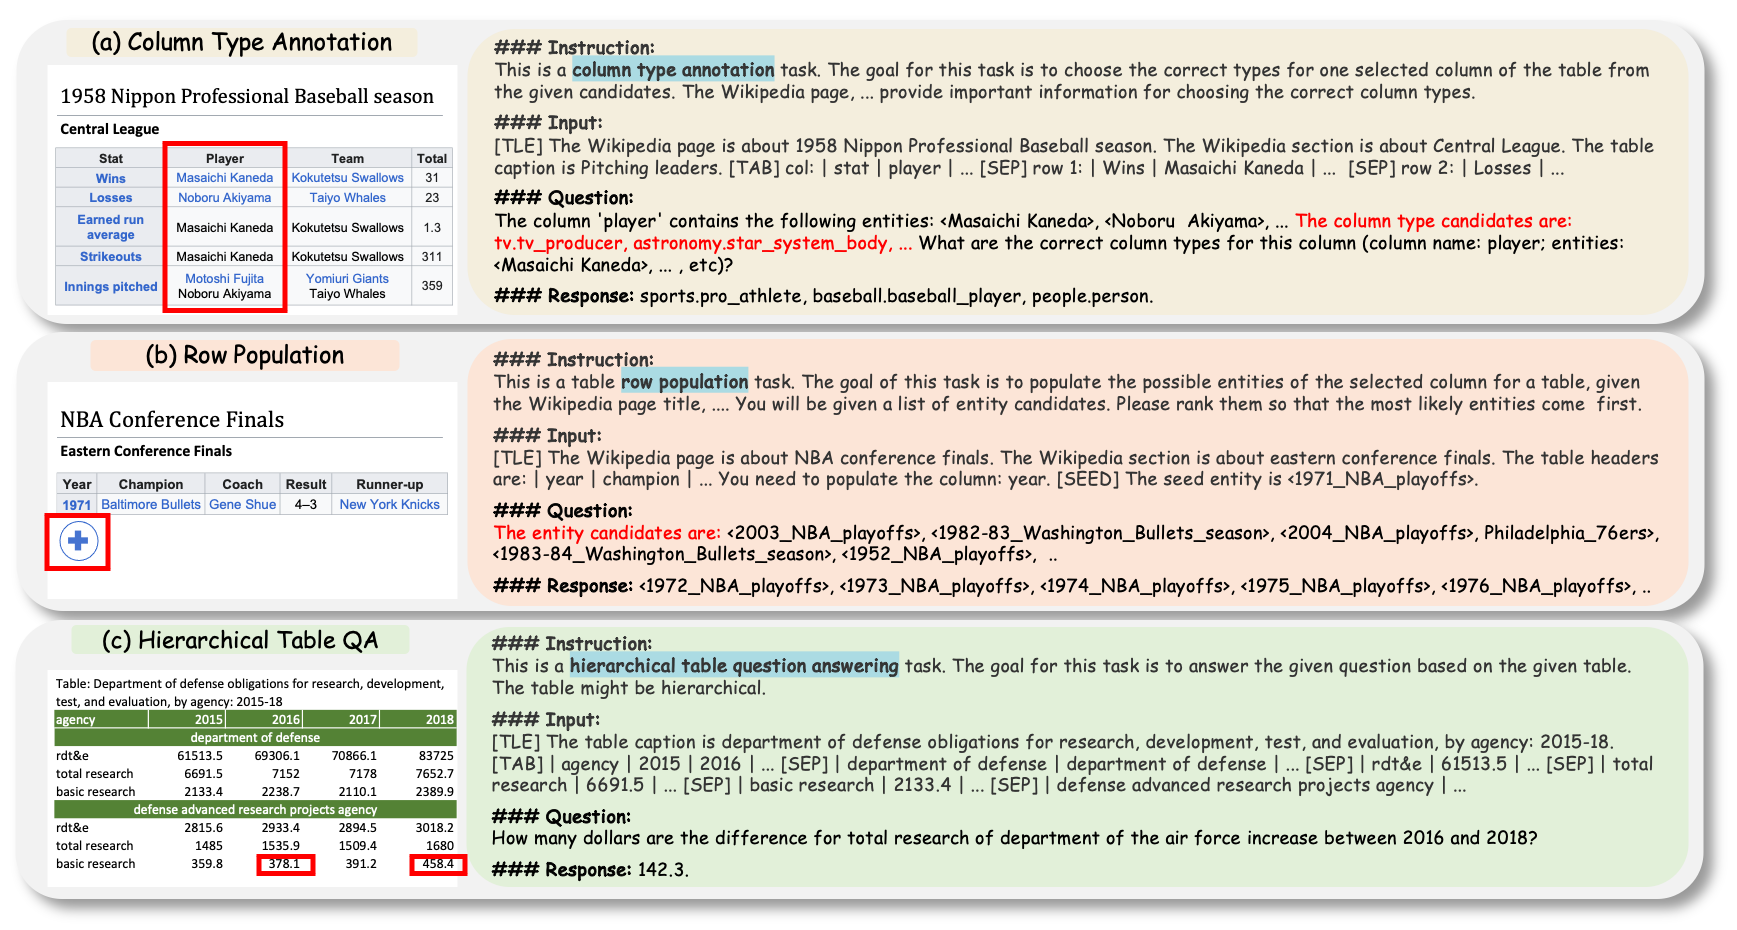 (a) Column Type Annotation
1958 Nippon Professional Baseball season
Central League
Stat Player Team Total
Wins Masaichi Kaneda Kokutetsu Swallows 31
Losses Noboru Akiyama Taiyo Whales 23
Earned run average Masaichi Kaneda Kokutetsu Swallows 1.3
Strikeouts Masaichi Kaneda Kokutetsu Swallows 311
Innings pitched Motoshi Fujita Yomiuri Giants 359
Noboru Akiyama Taiyo Whales
### Instruction:
This is a column type annotation task. The goal for this task is to choose the correct types for one selected column of the table from
the given candidates. The Wikipedia page, ... provide important information for choosing the correct column types.
### Input:
[TLE] The Wikipedia page is about 1958 Nippon Professional Baseball season. The Wikipedia section is about Central League. The table
caption is Pitching leaders. [TAB] col: | stat | player | ... [SEP] row 1: | Wins | Masaichi Kaneda | ... [SEP] row 2: | Losses | ...
### Question:
The column 'player' contains the following entities: <Masaichi Kaneda>, <Noboru Akiyama>, ... The column type candidates are:
tv.tv_producer, astronomy.star_system_body, ... What are the correct column types for this column (column name: player; entities:
<Masaichi Kaneda>, ... , etc)?
### Response: sports.pro_athlete, baseball.baseball_player, people.person.
(b) Row Population
NBA Conference Finals
Eastern Conference Finals
Year Champion Coach Result Runner-up
1971 Baltimore Bullets Gene Shue 4–3 New York Knicks
### Instruction:
This is a table row population task. The goal of this task is to populate the possible entities of the selected column for a table, given
the Wikipedia page title, .... You will be given a list of entity candidates. Please rank them so that the most likely entities come first.
### Input:
[TLE] The Wikipedia page is about NBA conference finals. The Wikipedia section is about eastern conference finals. The table headers
are: | year | champion | ... You need to populate the column: year. [SEED] The seed entity is <1971_NBA_playoffs>.
### Question:
The entity candidates are: <2003_NBA_playoffs>, <1982-83_Washington_Bullets_season>, <2004_NBA_playoffs>, Philadelphia_76ers>,
<1983-84_Washington_Bullets_season>, <1952_NBA_playoffs>, ..
### Response: <1972_NBA_playoffs>, <1973_NBA_playoffs>, <1974_NBA_playoffs>, <1975_NBA_playoffs>, <1976_NBA_playoffs>, ..
(c) Hierarchical Table QA
Table: Department of defense obligations for research, development,
test, and evaluation, by agency: 2015-18
agency 2015 2016 2017 2018
department of defense
rdt&e 61513.5 69306.1 70866.1 83725
total research 6691.5 7152 7178 7652.7
basic research 2133.4 2238.7 2110.1 2389.9
defense advanced research projects agency
rdt&e 2815.6 2933.4 2894.5 3018.2
total research 1485 1535.9 1509.4 1680
basic research 359.8 378.1 391.2 458.4
### Instruction:
This is a hierarchical table question answering task. The goal for this task is to answer the given question based on the given table.
The table might be hierarchical.
### Input:
[TLE] The table caption is department of defense obligations for research, development, test, and evaluation, by agency: 2015-18.
[TAB] | agency | 2015 | 2016 | ... [SEP] | department of defense | department of defense | ... [SEP] | rdt&e | 61513.5 | ... [SEP] | total
research | 6691.5 | ... [SEP] | basic research | 2133.4 | ... [SEP] | defense advanced research projects agency | ...
### Question:
How many dollars are the difference for total research of department of the air force increase between 2016 and 2018?
### Response: 142.3.